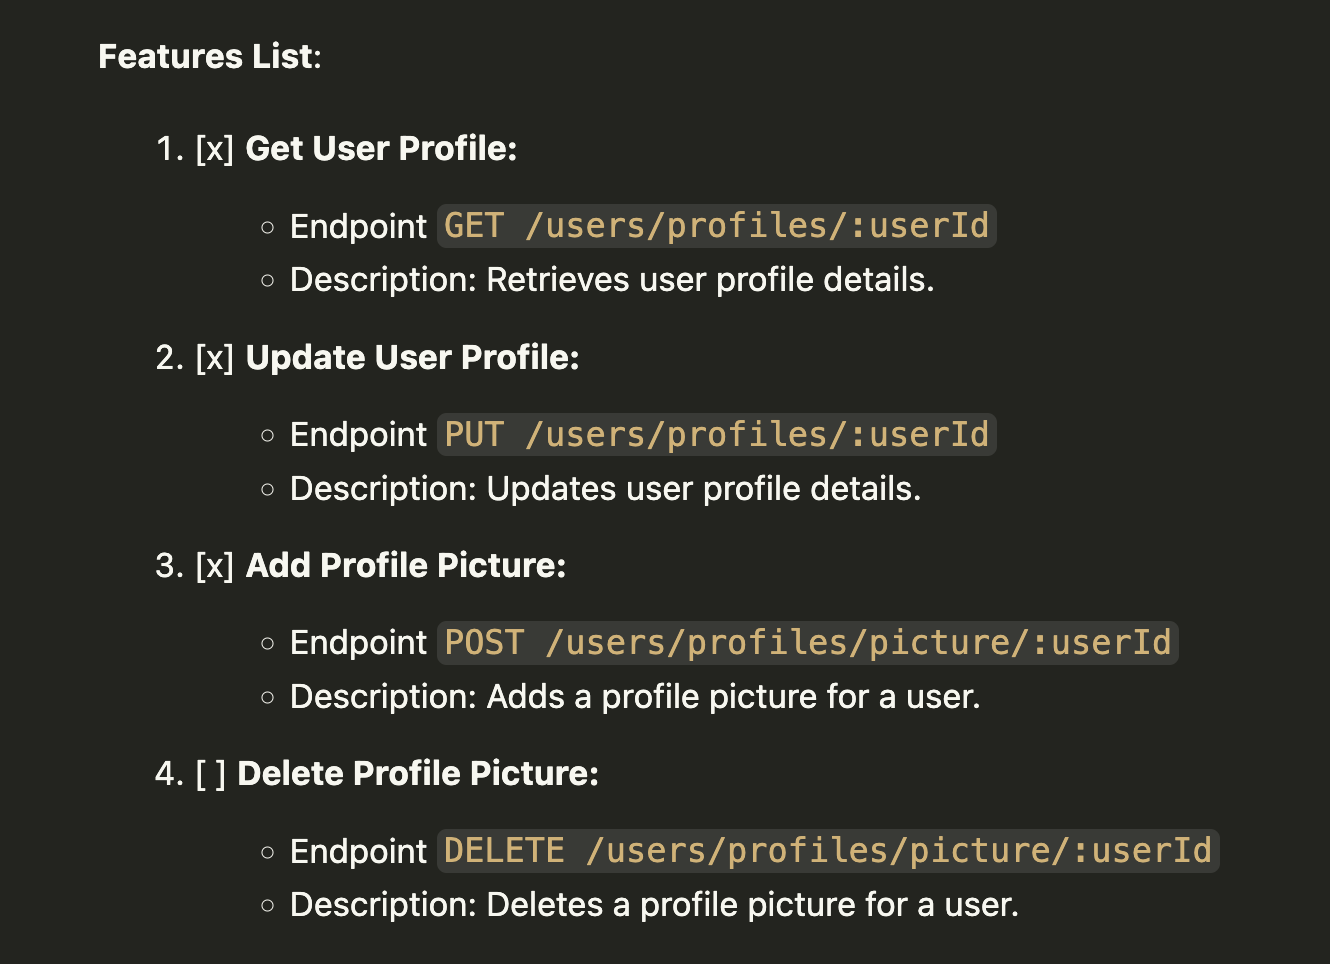 Features List:
1. [x] Get User Profile:
Endpoint GET /users/profiles/:userId
Description: Retrieves user profile details.
2. [x] Update User Profile:
Endpoint PUT /users/profiles/:userId
Description: Updates user profile details.
3. [x] Add Profile Picture:
Endpoint POST /users/profiles/picture/:userId
Description: Adds a profile picture for a user.
4. [ ] Delete Profile Picture:
Endpoint DELETE /users/profiles/picture/:userId
Description: Deletes a profile picture for a user.